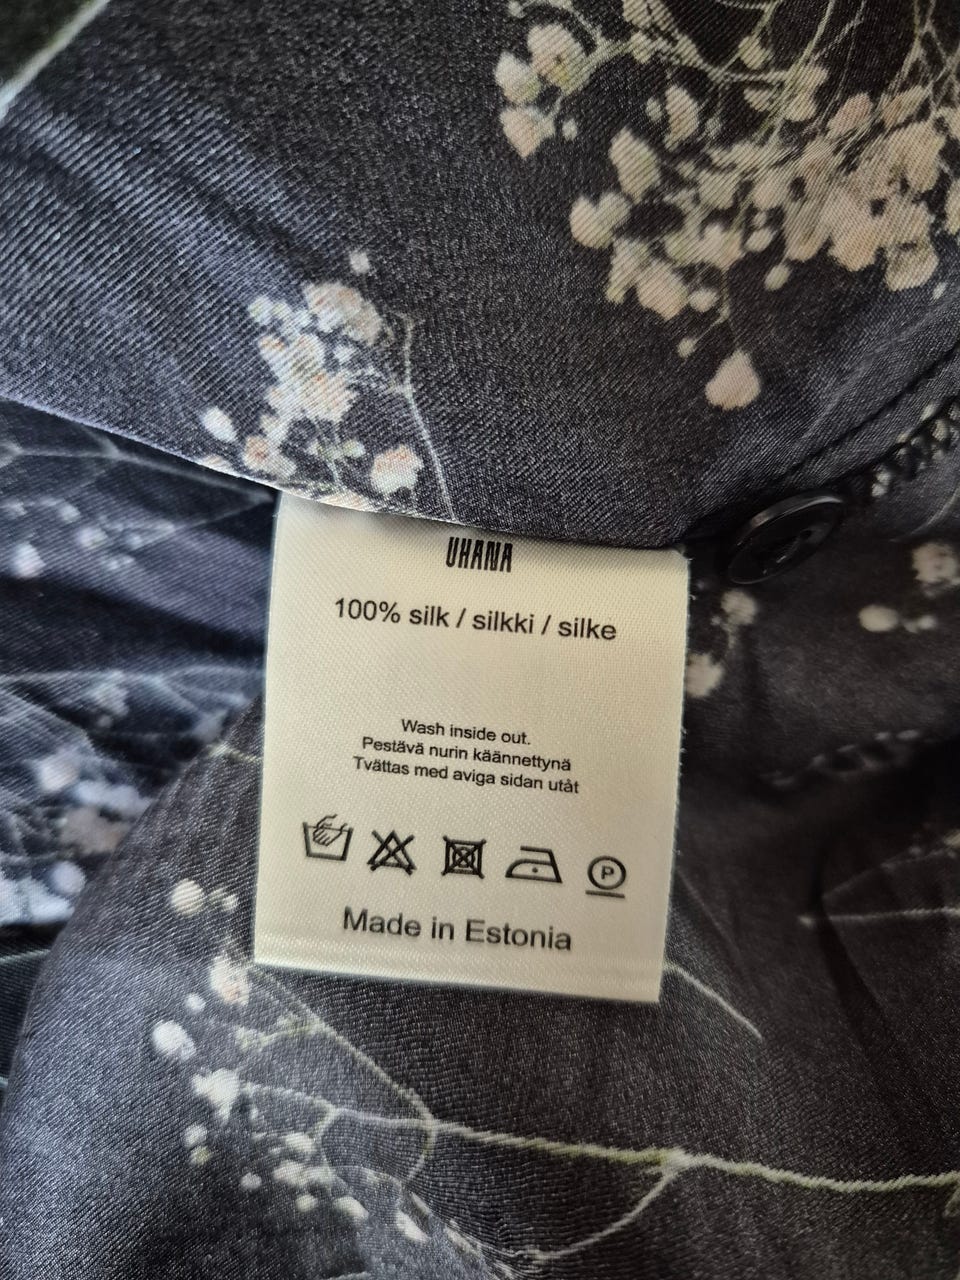 UHANA
100% silk / silkki / silke
Wash inside out.
Pestävä nurin käännettynä
Tvättas med aviga sidan utåt
P
Made in Estonia